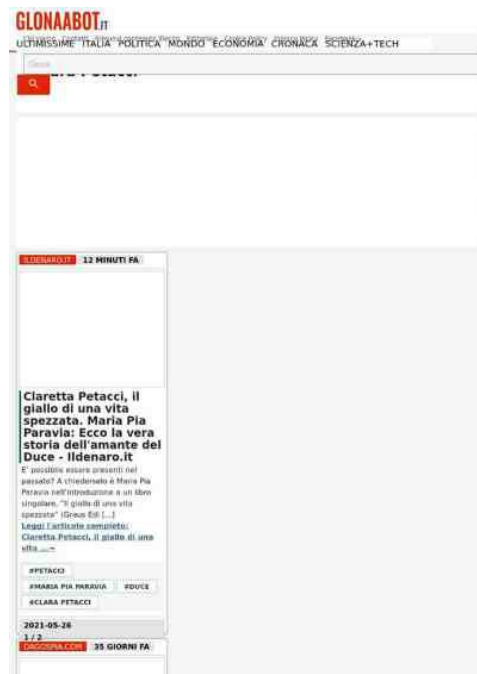 GLONAABOT.IT
ULTIMISSIME ITALIA POLITICA MONDO ECONOMIA CRONACA SCIENZA+TECH
Cerca
ILDENARO.IT 12 MINUTI FA
Claretta Petacci, il
giallo di una vita
spezzata. Maria Pia
Paravia: Ecco la vera
storia dell'amante del
Duce - Ildenaro.it
E' possibile essere presenti nel
passato? A chiederselo è Maria Pia
Paravia nell'introduzione a un libro
singolare, "Il giallo di una vita
spezzata" (Graus Edi [...]
Leggi l'articolo completo:
Claretta Petacci, il giallo di una
vita ...→
#PETACCI
#MARIA PIA PARAVIA #DUCE
#CLARA PETACCI
2021-05-26
1 / 2
DAGOSPIA.COM 35 GIORNI FA